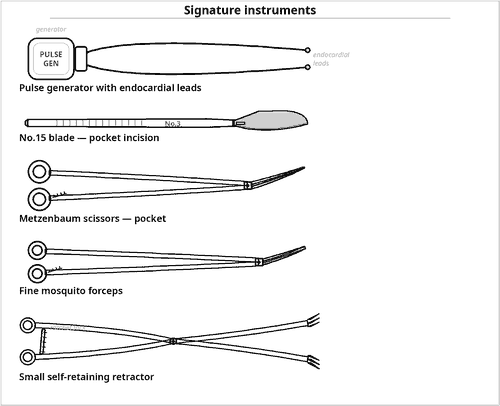 Signature instruments
generator
PULSE
GEN
endocardial
leads
Pulse generator with endocardial leads
No.3
No.15 blade — pocket incision
Metzenbaum scissors — pocket
Fine mosquito forceps
Small self-retaining retractor